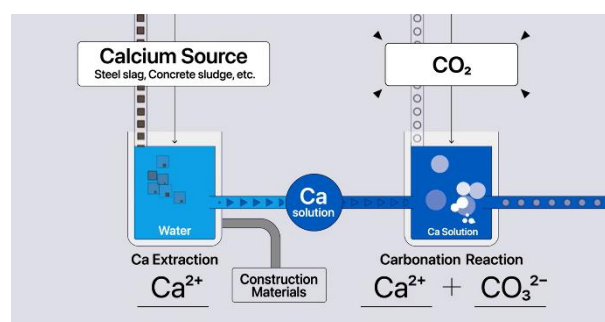 Calcium Source
Steel slag, Concrete sludge, etc.
CO₂
Ca
solution
Water
Ca Solution
Ca Extraction
Carbonation Reaction
Ca²⁺
Construction
Materials
Ca²⁺ + CO₃²⁻